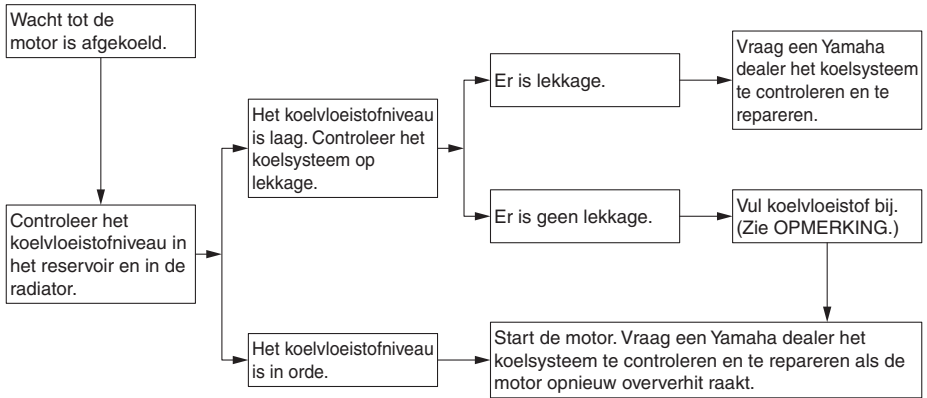 Wacht tot de
motor is afgekoeld.
Controleer het
koelvloeistofniveau in
het reservoir en in de
radiator.
Het koelvloeistofniveau
is laag. Controleer het
koelsysteem op
lekkage.
Er is lekkage.
Vraag een Yamaha
dealer het koelsysteem
te controleren en te
repareren.
Er is geen lekkage.
Vul koelvloeistof bij.
(Zie OPMERKING.)
Het koelvloeistofniveau
is in orde.
Start de motor. Vraag een Yamaha dealer het
koelsysteem te controleren en te repareren als de
motor opnieuw oververhit raakt.